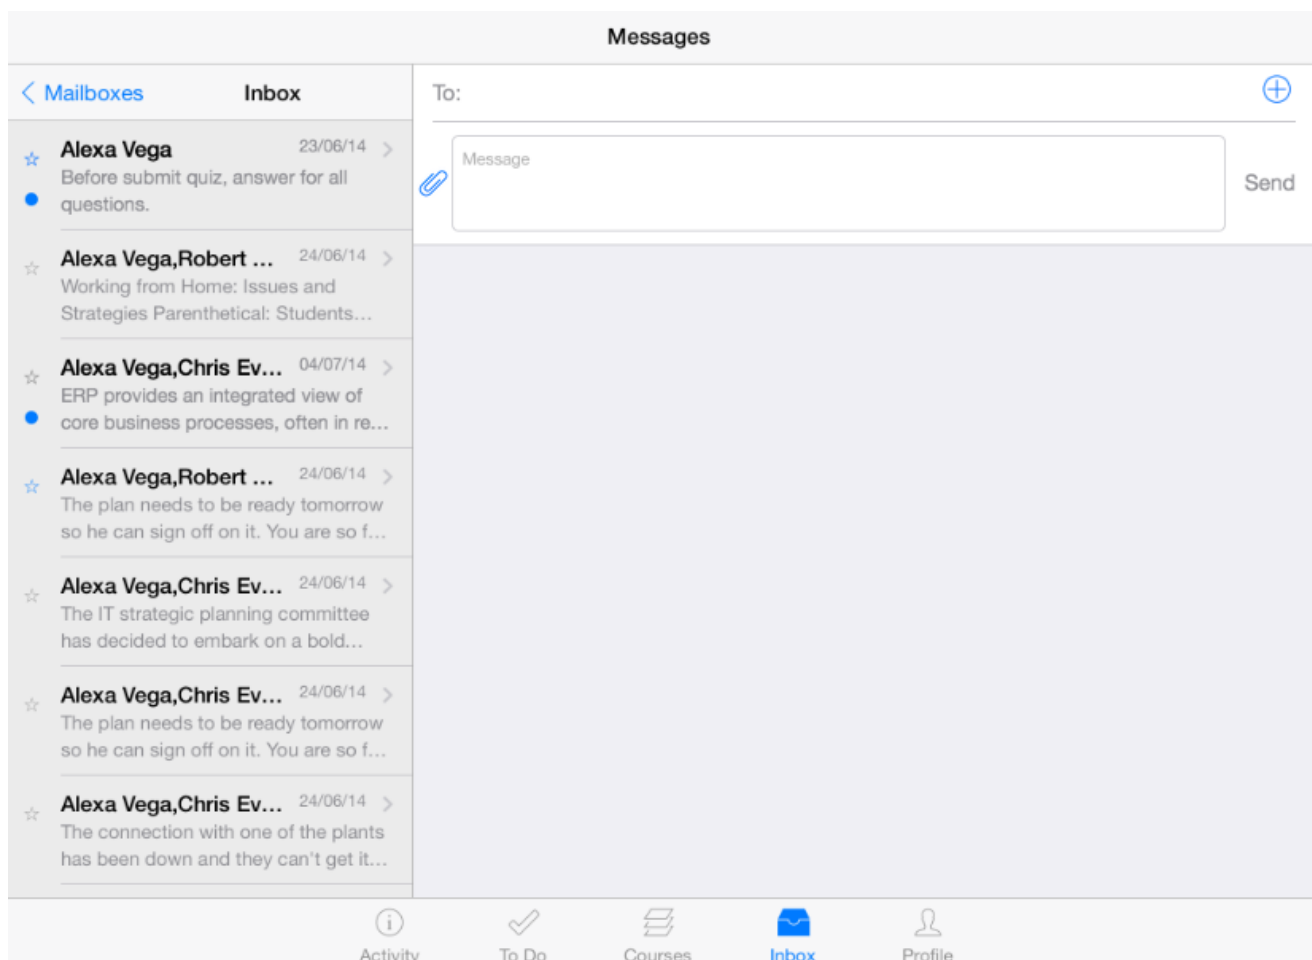 Messages
Mailboxes
Inbox
To:
Alexa Vega
23/06/14
Before submit quiz, answer for all
questions.
Message
Send
Alexa Vega,Robert ...
24/06/14
Working from Home: Issues and
Strategies Parenthetical: Students...
Alexa Vega,Chris Ev...
04/07/14
ERP provides an integrated view of
core business processes, often in re...
Alexa Vega,Robert ...
24/06/14
The plan needs to be ready tomorrow
so he can sign off on it. You are so f...
Alexa Vega,Chris Ev...
24/06/14
The IT strategic planning committee
has decided to embark on a bold...
Alexa Vega,Chris Ev...
24/06/14
The plan needs to be ready tomorrow
so he can sign off on it. You are so f...
Alexa Vega,Chris Ev...
24/06/14
The connection with one of the plants
has been down and they can't get it...
Activity
To Do
Courses
Inbox
Profile